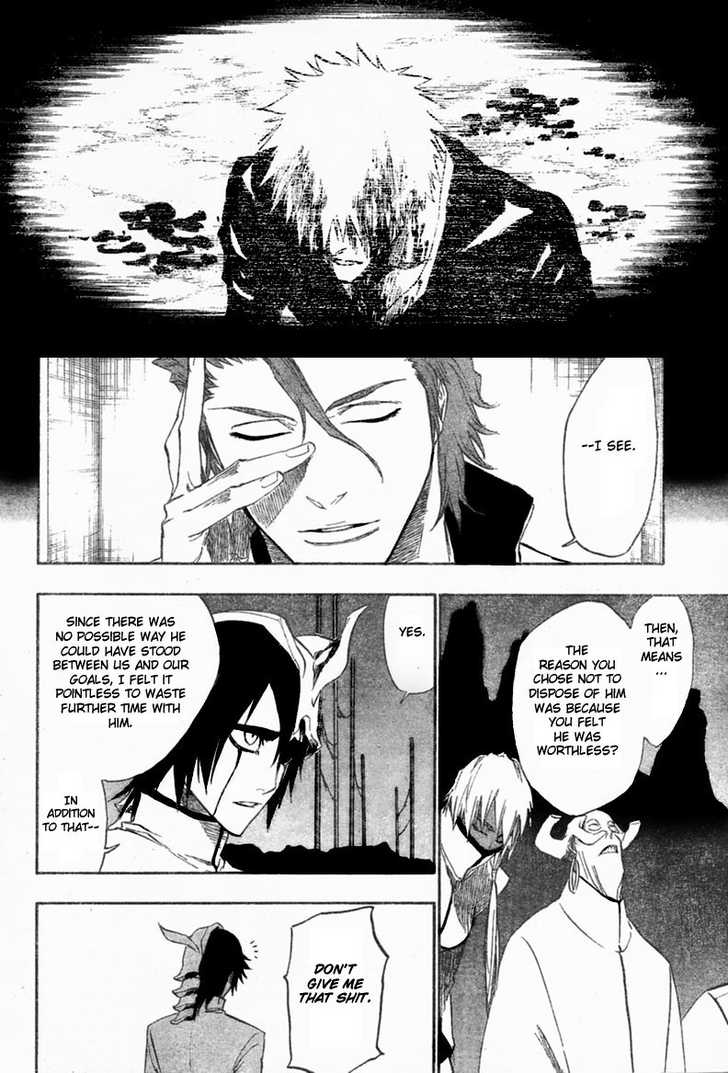 --I SEE.
THEN,
THAT
MEANS
...
THE
REASON YOU
CHOSE NOT TO
DISPOSE OF HIM
WAS BECAUSE
YOU FELT
HE WAS
WORTHLESS?
YES.
SINCE THERE WAS
NO POSSIBLE WAY HE
COULD HAVE STOOD
BETWEEN US AND OUR
GOALS, I FELT IT
POINTLESS TO WASTE
FURTHER TIME WITH
HIM.
IN
ADDITION
TO THAT--
DON'T
GIVE ME
THAT SHIT.